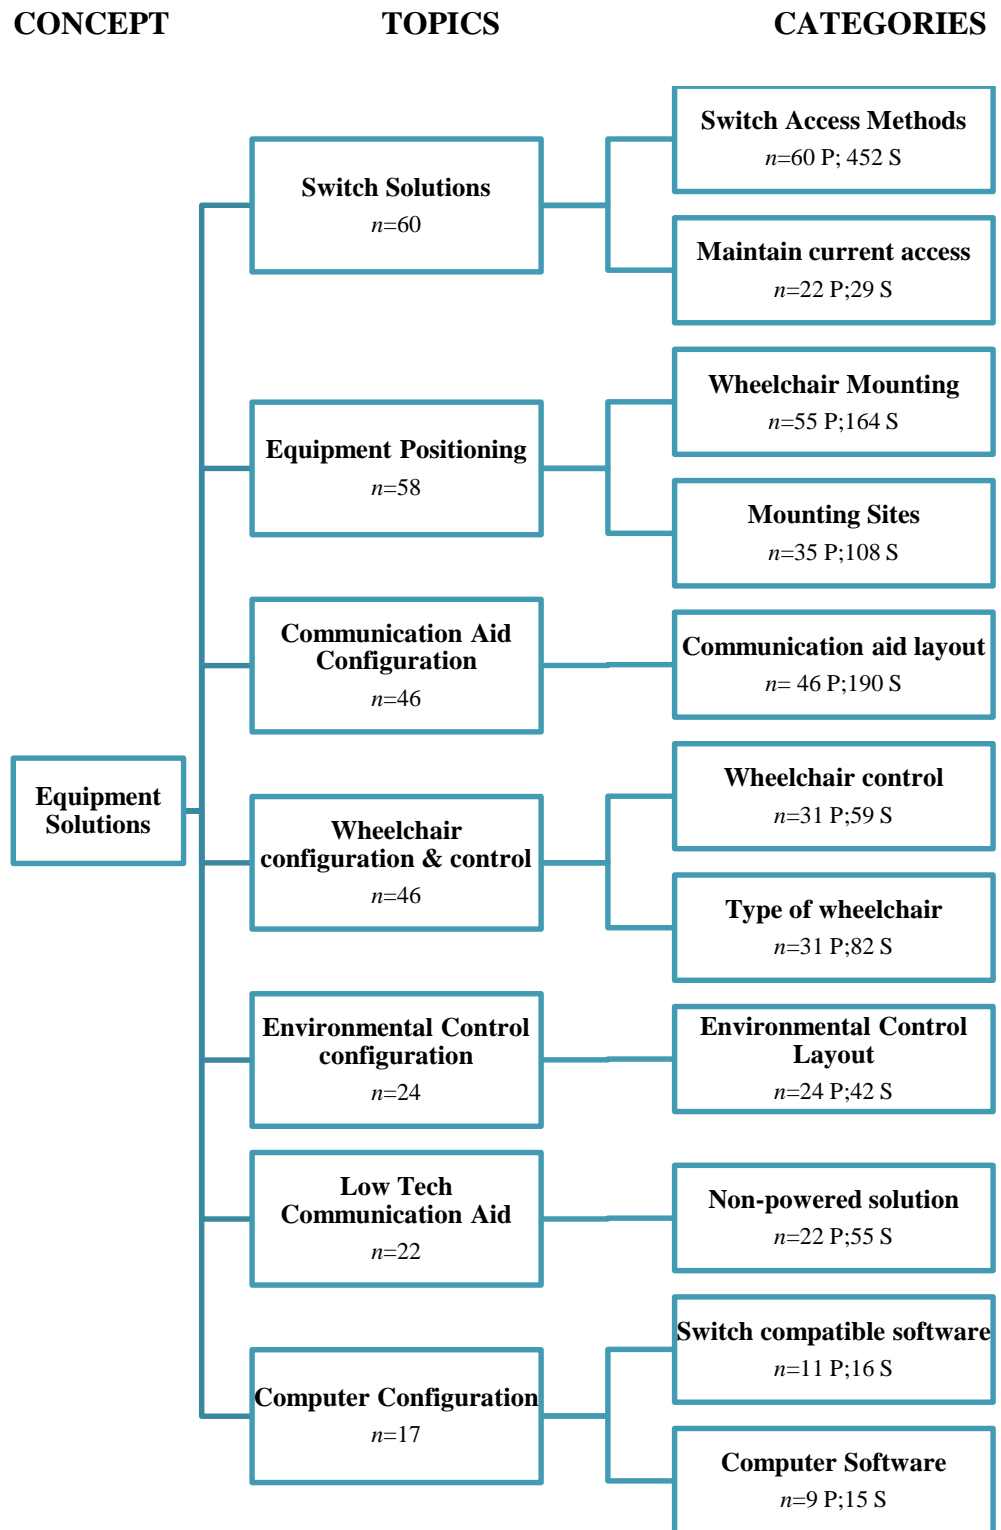 CONCEPT TOPICS CATEGORIES
Switch Access Methods
n=60 P; 452 S
Switch Solutions
n=60
Maintain current access
n=22 P;29 S
Wheelchair Mounting
n=55 P;164 S
Equipment Positioning
n=58
Mounting Sites
n=35 P;108 S
Communication Aid
Configuration
n=46
Communication aid layout
n= 46 P;190 S
Equipment
Solutions
Wheelchair control
n=31 P;59 S
Wheelchair
configuration & control
n=46
Type of wheelchair
n=31 P;82 S
Environmental Control
configuration
n=24
Environmental Control
Layout
n=24 P;42 S
Low Tech
Communication Aid
n=22
Non-powered solution
n=22 P;55 S
Switch compatible software
n=11 P;16 S
Computer Configuration
n=17
Computer Software
n=9 P;15 S